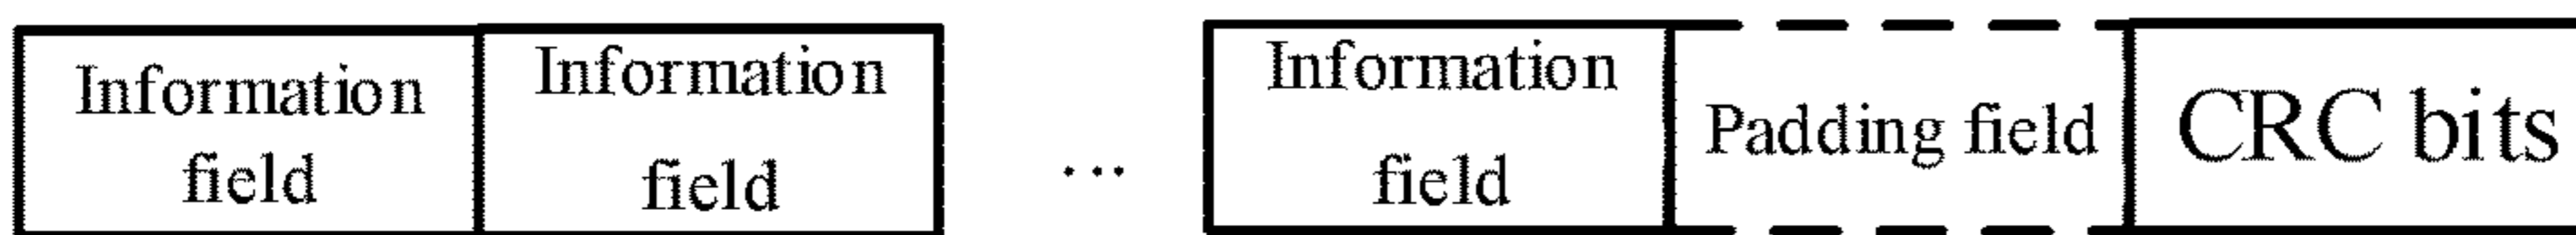 Information
field
Information
field
...
Information
field
Padding field
CRC bits